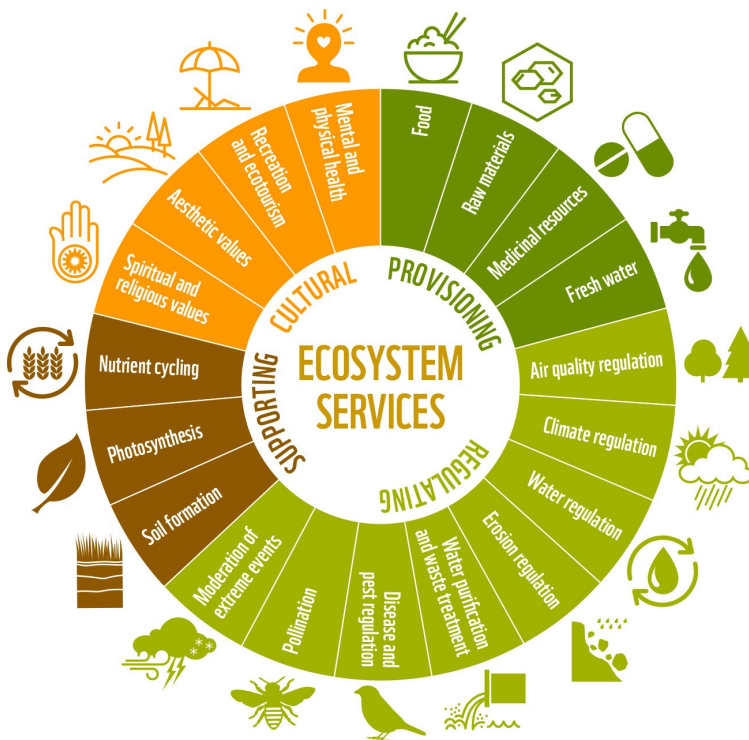 ECOSYSTEM
SERVICES
PROVISIONING
Food
Raw materials
Medicinal resources
Fresh water
REGULATING
Air quality regulation
Climate regulation
Water regulation
Erosion regulation
Water purification
and waste treatment
Disease and
pest regulation
Pollination
Moderation of
extreme events
SUPPORTING
Soil formation
Photosynthesis
Nutrient cycling
CULTURAL
Spiritual and
religious values
Aesthetic values
Recreation
and ecotourism
Mental and
physical health